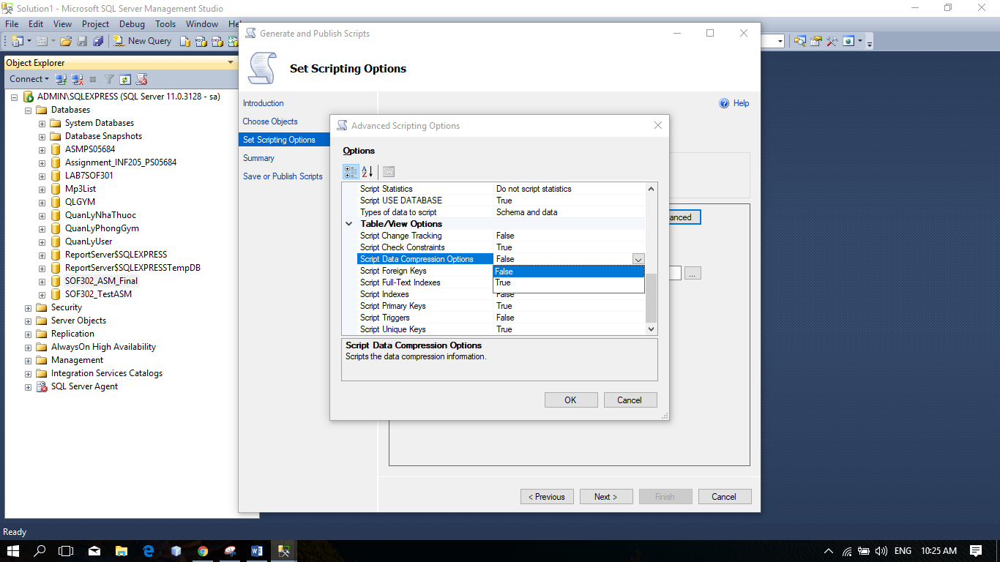 Solution1 - Microsoft SQL Server Management Studio
File Edit View Project Debug Tools Window
New Query
Object Explorer
Connect
ADMIN\SQLEXPRESS (SQL Server 11.0.3128 - sa)
Databases
System Databases
Database Snapshots
ASMPS05684
Assignment_INF205_PS05684
LAB7SOF301
Mp3List
QLGYM
QuanLyNhaThuoc
QuanLyPhongGym
QuanLyUser
ReportServer$SQLEXPRESS
ReportServer$SQLEXPRESSTempDB
SOF302_ASM_Final
SOF302_TestASM
Security
Server Objects
Replication
AlwaysOn High Availability
Management
Integration Services Catalogs
SQL Server Agent
Generate and Publish Scripts
Set Scripting Options
Introduction
Choose Objects
Set Scripting Options
Summary
Save or Publish Scripts
Help
anced
...
Advanced Scripting Options
Options
Script Statistics Do not script statistics
Script USE DATABASE True
Types of data to script Schema and data
Table/View Options
Script Change Tracking False
Script Check Constraints True
Script Data Compression Options False
Script Foreign Keys False
Script Full-Text Indexes True
Script Indexes False
Script Primary Keys True
Script Triggers False
Script Unique Keys True
Script Data Compression Options
Scripts the data compression information.
OK Cancel
< Previous Next > Finish Cancel
Ready
ENG 10:25 AM